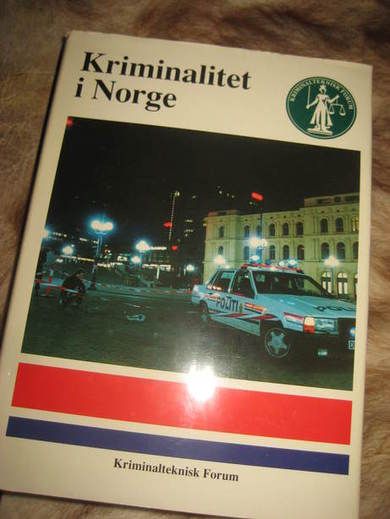 Kriminalitet
i Norge
KRIMINALTEKNISK FORUM
POLITI
Kriminalteknisk Forum